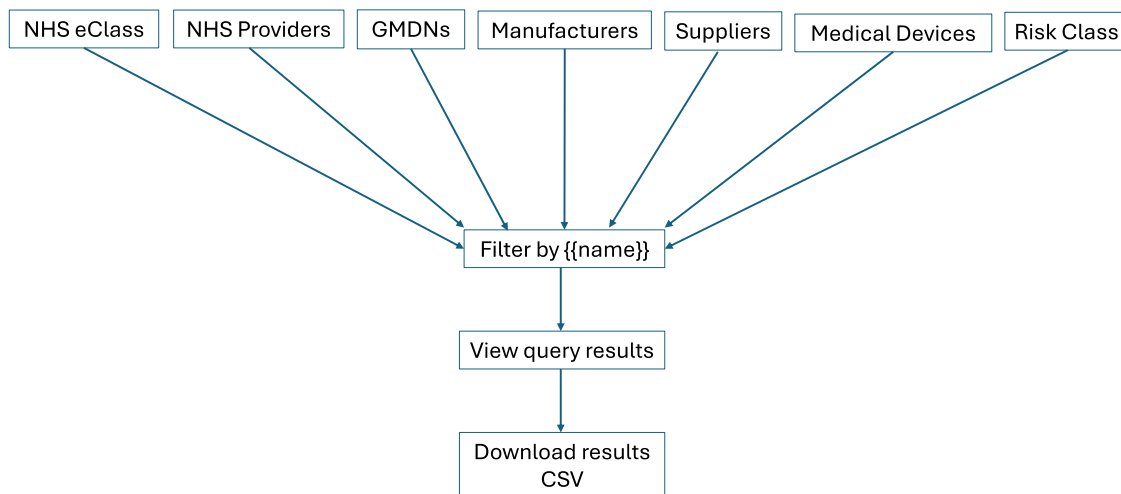 NHS eClass
NHS Providers
GMDNs
Manufacturers
Suppliers
Medical Devices
Risk Class
Filter by {{name}}
View query results
Download results
CSV